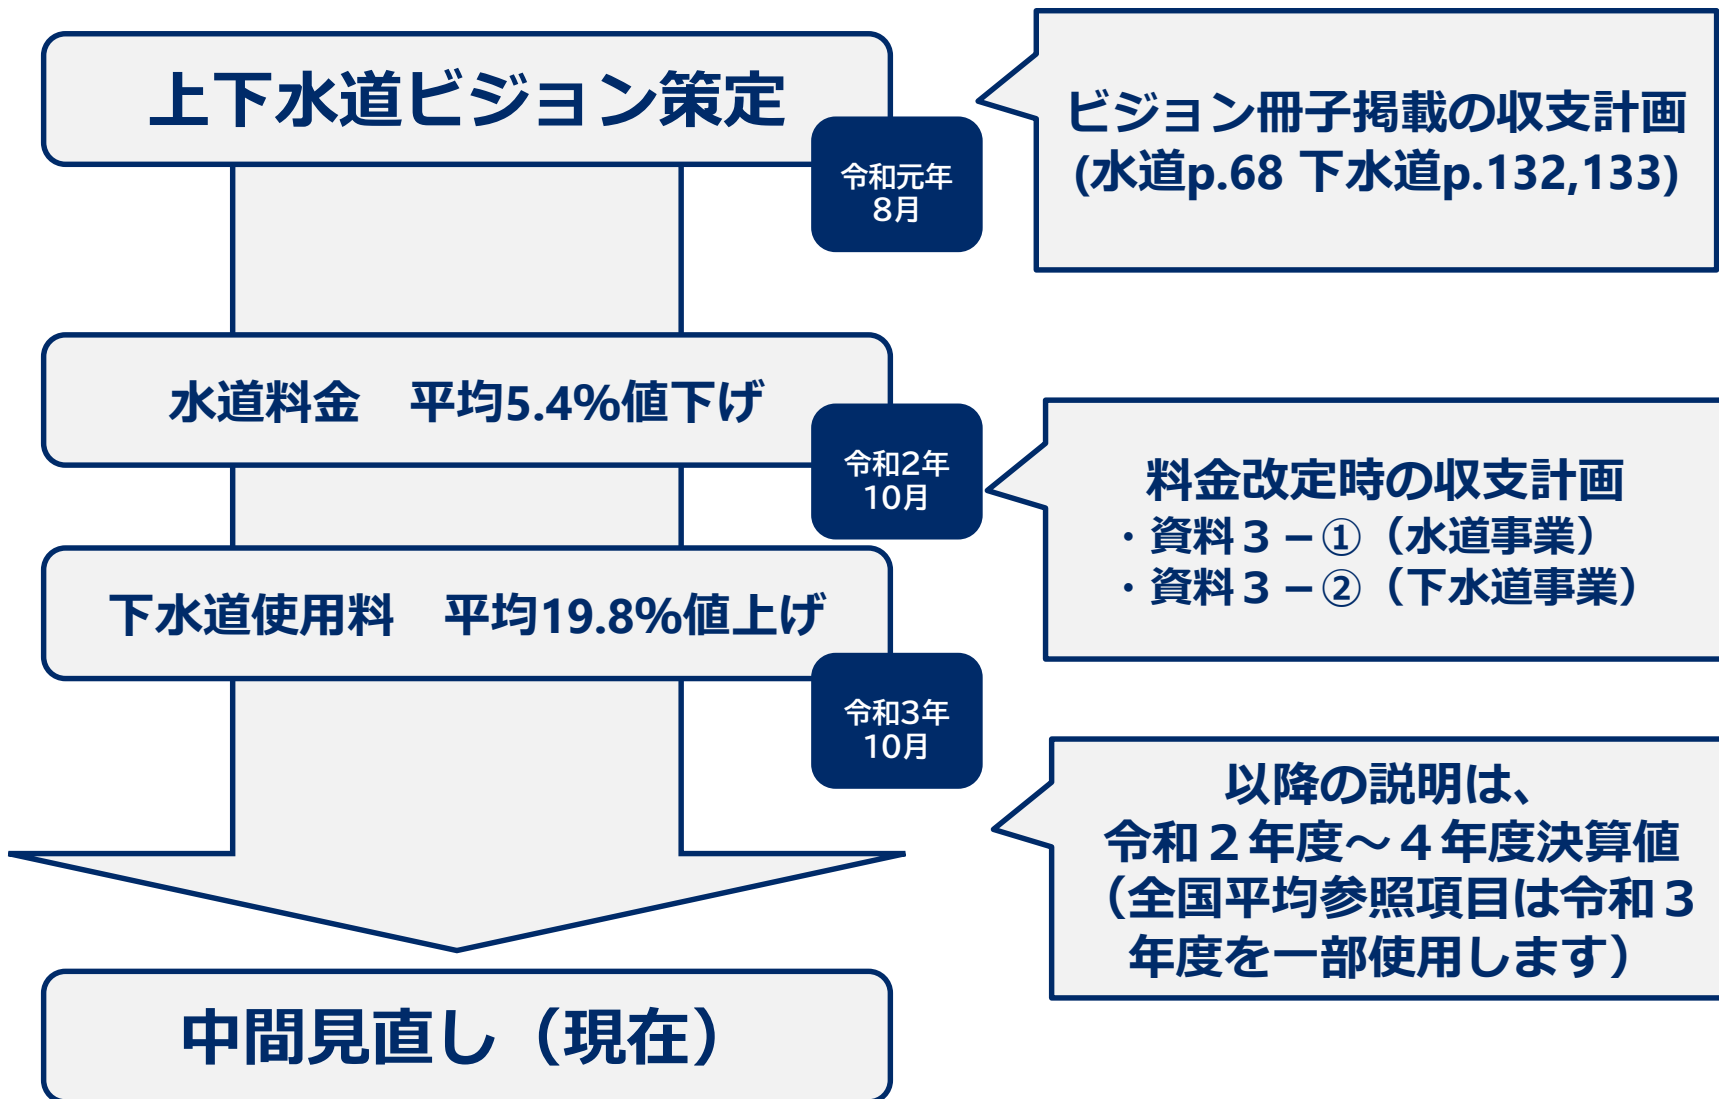 上下水道ビジョン策定
令和元年
8月
ビジョン冊子掲載の収支計画
(水道p.68 下水道p.132,133)
水道料金　平均5.4%値下げ
令和2年
10月
料金改定時の収支計画
・資料３－①（水道事業）
・資料３－②（下水道事業）
下水道使用料　平均19.8%値上げ
令和3年
10月
以降の説明は、
令和２年度～４年度決算値
（全国平均参照項目は令和３
年度を一部使用します）
中間見直し（現在）